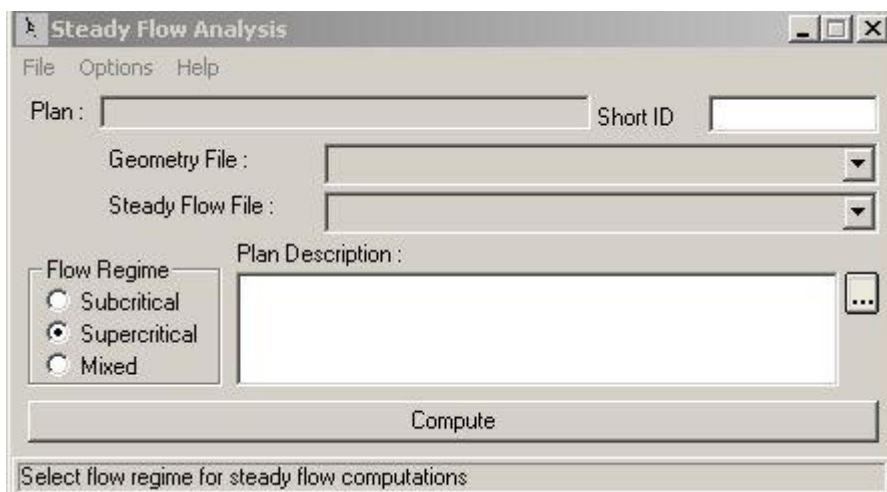 Steady Flow Analysis
File Options Help
Plan : Short ID
Geometry File :
Steady Flow File :
Plan Description :
Flow Regime
Subcritical
Supercritical
Mixed
...
Compute
Select flow regime for steady flow computations